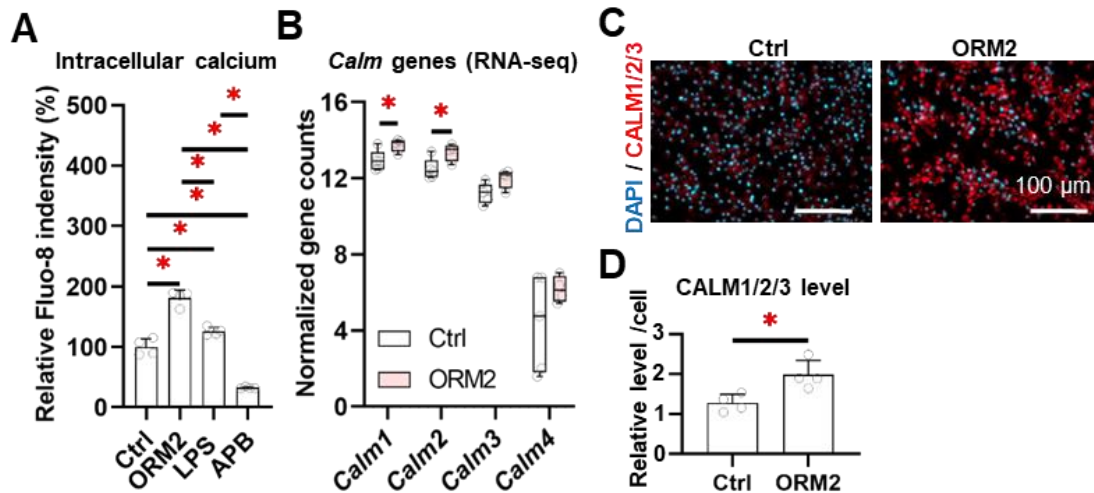 A
Intracellular calcium
Relative Fluo-8 indensity (%)
500
400
300
200
100
0
* * * * * *
Ctrl
ORM2
LPS
APB
B
Calm genes (RNA-seq)
Normalized gene counts
16
12
8
4
0
* *
Ctrl
ORM2
Calm1
Calm2
Calm3
Calm4
C
Ctrl
ORM2
DAPI / CALM1/2/3
100 μm
D
CALM1/2/3 level
Relative level /cell
3
2
1
0
*
Ctrl
ORM2